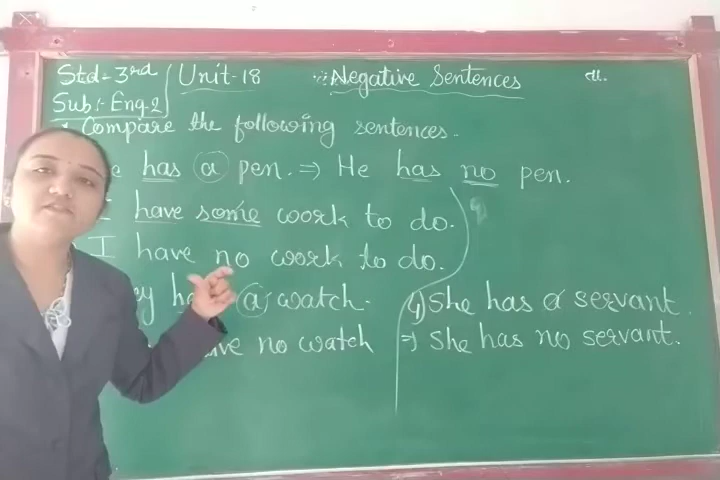 Std-3rd Unit-18 Negative Sentences
Sub:- Eng-2
Compare the following sentences.
has a pen. ⇒ He has no pen.
I have some work to do.
I have no work to do.
a watch.
no watch
4) She has a servant.
⇒ She has no servant.